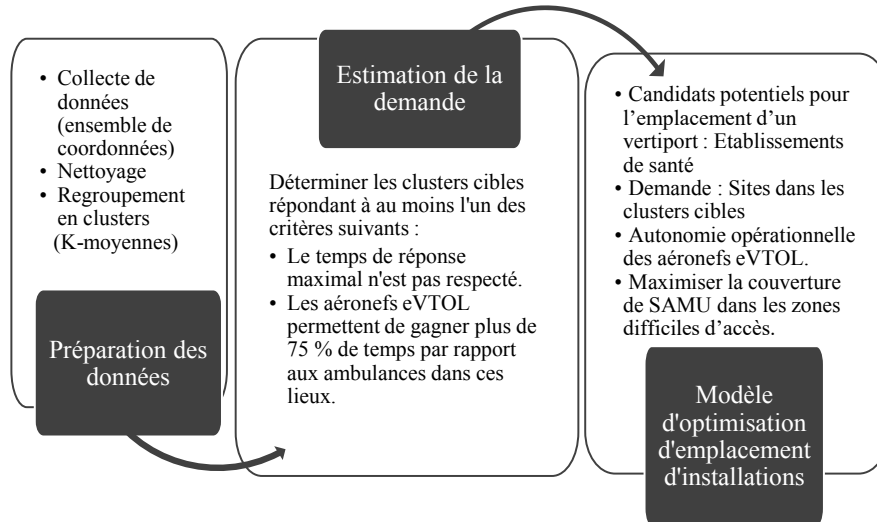 • Collecte de
données
(ensemble de
coordonnées)
• Nettoyage
• Regroupement
en clusters
(K-moyennes)
Préparation des
données
Estimation de la
demande
Déterminer les clusters cibles
répondant à au moins l'un des
critères suivants :
• Le temps de réponse
maximal n'est pas respecté.
• Les aéronefs eVTOL
permettent de gagner plus de
75 % de temps par rapport
aux ambulances dans ces
lieux.
• Candidats potentiels pour
l’emplacement d’un
vertiport : Etablissements
de santé
• Demande : Sites dans les
clusters cibles
• Autonomie opérationnelle
des aéronefs eVTOL.
• Maximiser la couverture
de SAMU dans les zones
difficiles d’accès.
Modèle
d'optimisation
d'emplacement
d'installations